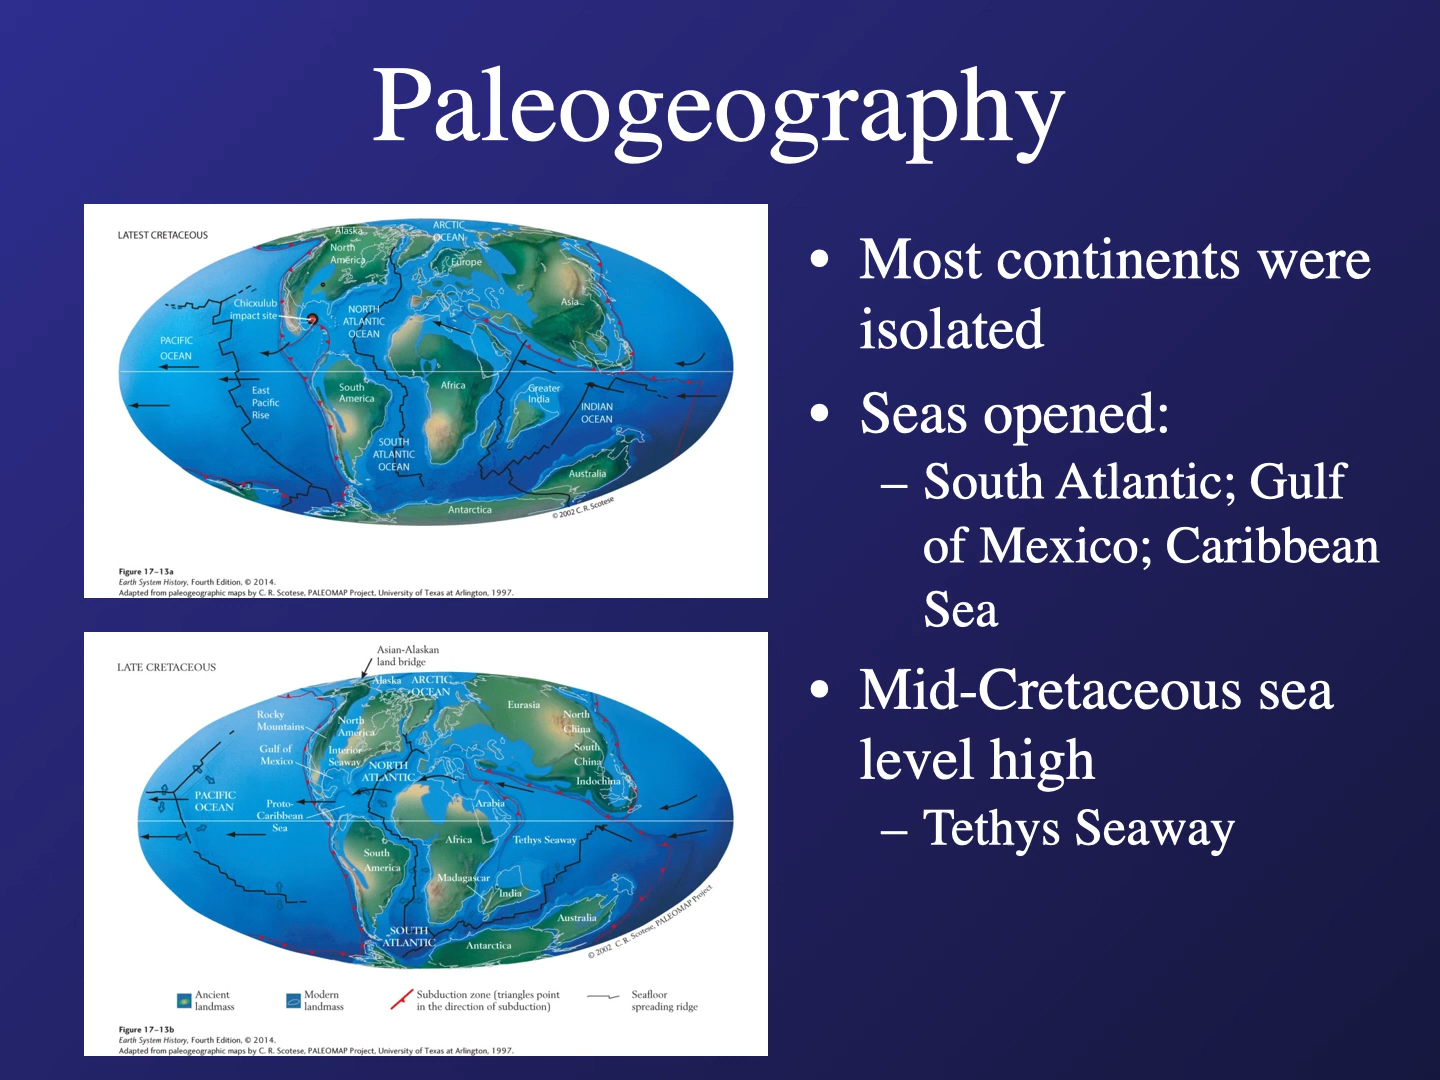 Paleogeography
LATEST CRETACEOUS
Alaska
ARCTIC
OCEAN
North
America
Europe
Asia
Chicxulub
impact site
NORTH
ATLANTIC
OCEAN
PACIFIC
OCEAN
East
Pacific
Rise
South
America
Africa
Greater
India
INDIAN
OCEAN
SOUTH
ATLANTIC
OCEAN
Australia
Antarctica
© 2002 C. R. Scotese
Figure 17–13a
Earth System History, Fourth Edition, © 2014.
Adapted from paleogeographic maps by C. R. Scotese, PALEOMAP Project, University of Texas at Arlington, 1997.
LATE CRETACEOUS
Asian-Alaskan
land bridge
Alaska
ARCTIC
OCEAN
Rocky
Mountains
North
America
Eurasia
North
China
Gulf of
Mexico
Interior
Seaway
South
China
NORTH
ATLANTIC
Indochina
PACIFIC
OCEAN
Proto-
Caribbean
Sea
Arabia
Africa
Tethys Seaway
South
America
Madagascar
India
Australia
SOUTH
ATLANTIC
Antarctica
© 2002 C. R. Scotese, PALEOMAP Project
Ancient
landmass
Modern
landmass
Subduction zone (triangles point
in the direction of subduction)
Seafloor
spreading ridge
Figure 17–13b
Earth System History, Fourth Edition, © 2014.
Adapted from paleogeographic maps by C. R. Scotese, PALEOMAP Project, University of Texas at Arlington, 1997.
• Most continents were
isolated
• Seas opened:
– South Atlantic; Gulf
of Mexico; Caribbean
Sea
• Mid-Cretaceous sea
level high
– Tethys Seaway